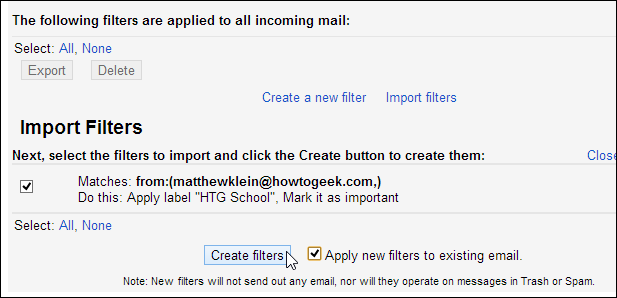 The following filters are applied to all incoming mail:
Select: All, None
Export Delete
Create a new filter Import filters
Import Filters
Next, select the filters to import and click the Create button to create them: Close
Matches: from:(matthewklein@howtogeek.com,)
Do this: Apply label "HTG School", Mark it as important
Select: All, None
Create filters Apply new filters to existing email.
Note: New filters will not send out any email, nor will they operate on messages in Trash or Spam.